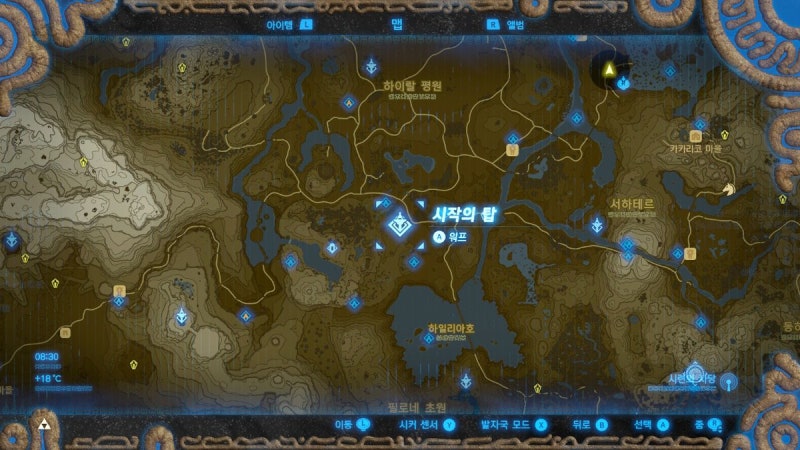 아이템 L
맵
R 앨범
하이랄 평원
카카리코 마을
서하테르
시작의 탑
A 워프
하일리아호
08:30
+18°C
필로네 초원
이동 L
시커 센서 Y
발자국 모드 X
뒤로 B
선택 A
줌